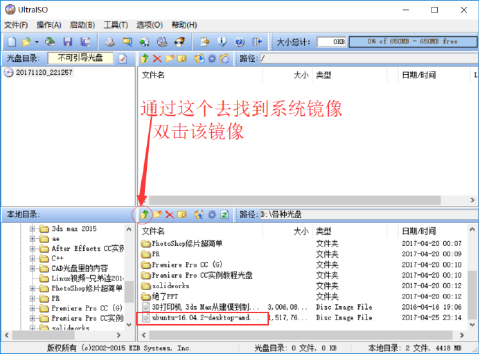 UltraISO
文件(F) 操作(A) 启动(B) 工具(T) 选项(O) 帮助(H)
大小总计: 0KB 0% of 650MB - 650MB free
光盘目录: 不可引导光盘 路径: /
20171120_221257
文件名 大小 类型 日期/时间
通过这个去找到系统镜像
双击该镜像
本地目录: 路径: D:\各种光盘
文件名 大小 类型 日期/时间
3ds max 2015
ae
After Effects CC实例
C++
CAD光盘里的内容
Linux视频-兄弟连201
PhotoShop修片超简单
PR
Premiere Pro CC (G)
Premiere Pro CC实例
solidworks
PhotoShop修片超简单 文件夹 2017-04-20 00:07
PR 文件夹 2017-04-20 00:09
Premiere Pro CC (G) 文件夹 2017-04-20 00:11
Premiere Pro CC实例教程光盘 文件夹 2017-04-20 00:10
solidworks 文件夹 2017-04-20 00:12
绝了PPT 文件夹 2017-04-20 00:12
3D打印机 3ds Max从建模到制... 3,006,08... Disc Image File 2016-04-16 19:06
ubuntu-16.04.2-desktop-amd... ,517,76... Disc Image File 2017-04-25 23:14
版权所有 (c)2002-2015 EZB Systems, Inc. 光盘目录: 0 文件, 0 KB 本地目录: 2 文件, 4418 MB